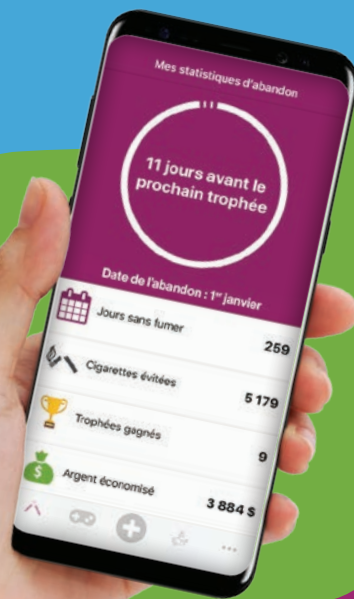 Mes statistiques d'abandon
11 jours avant le
prochain trophée
Date de l'abandon : 1er janvier
Jours sans fumer
259
Cigarettes évitées
5 179
Trophées gagnés
9
$
Argent économisé
3 884 $